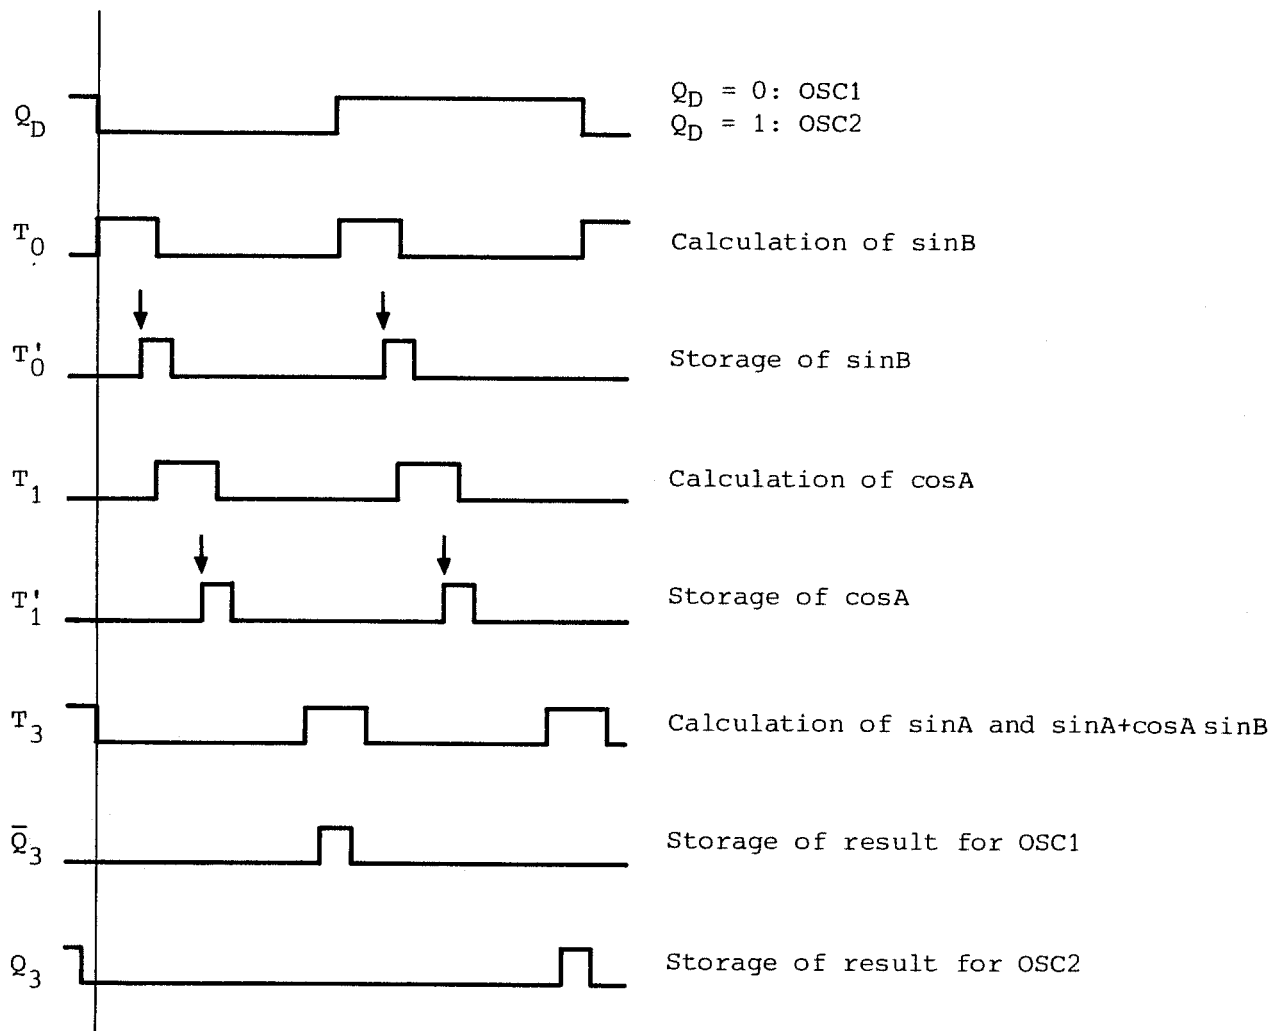 Q_D
Q_D = 0: OSC1
Q_D = 1: OSC2
T_0
Calculation of sinB
T'_0
Storage of sinB
T_1
Calculation of cosA
T'_1
Storage of cosA
T_3
Calculation of sinA and sinA+cosA sinB
Q̅_3
Storage of result for OSC1
Q_3
Storage of result for OSC2